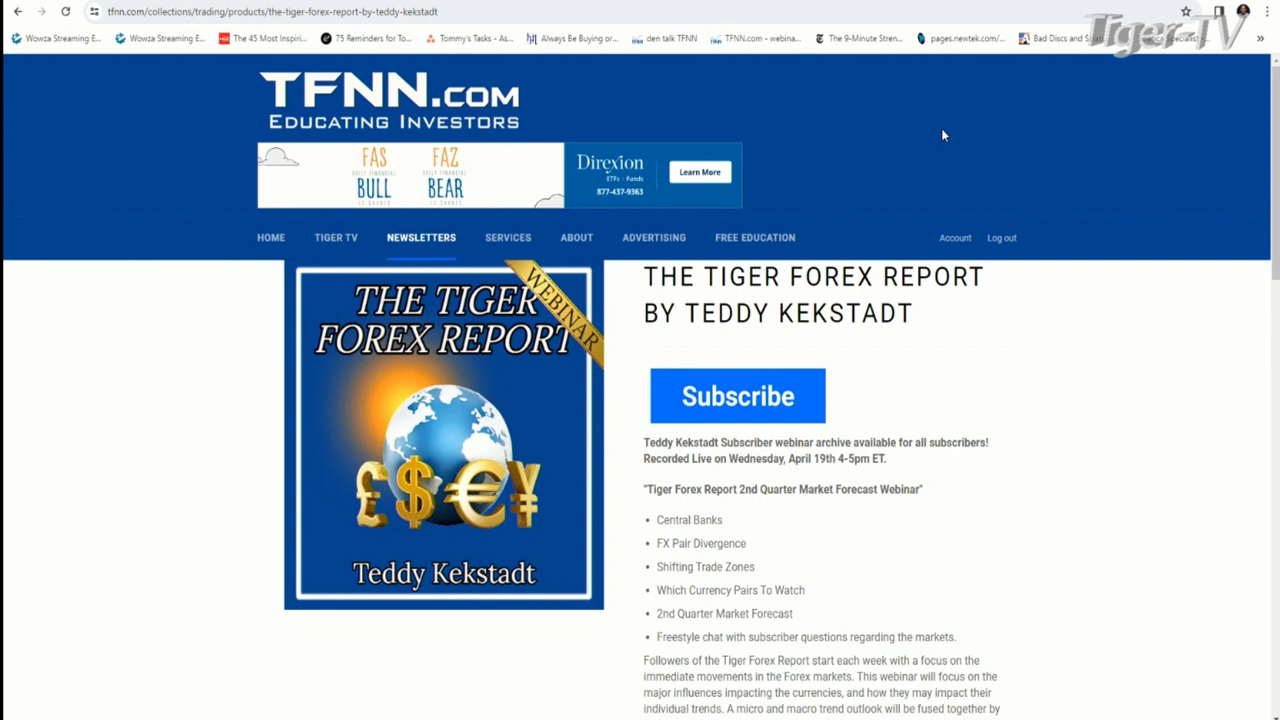 tfnn.com/collections/trading/products/the-tiger-forex-report-by-teddy-kekstadt
Wowza Streaming E...
Wowza Streaming E...
The 45 Most Inspiri...
75 Reminders for To...
Tommy's Tasks - As...
Always Be Buying or...
den talk TFNN
TFNN.com - webina...
The 9-Minute Stren...
pages.newtek.com/...
Bad Discs and
Tiger-TV
TFNN.COM
EDUCATING INVESTORS
FAS
FAZ
DAILY FINANCIAL
DAILY FINANCIAL
BULL
BEAR
Direxion
ETFs Funds
877-437-9363
Learn More
HOME
TIGER TV
NEWSLETTERS
SERVICES
ABOUT
ADVERTISING
FREE EDUCATION
Account
Log out
THE TIGER
FOREX REPORT
WEBINAR
£$€¥
Teddy Kekstadt
THE TIGER FOREX REPORT
BY TEDDY KEKSTADT
Subscribe
Teddy Kekstadt Subscriber webinar archive available for all subscribers!
Recorded Live on Wednesday, April 19th 4-5pm ET.
"Tiger Forex Report 2nd Quarter Market Forecast Webinar"
• Central Banks
• FX Pair Divergence
• Shifting Trade Zones
• Which Currency Pairs To Watch
• 2nd Quarter Market Forecast
• Freestyle chat with subscriber questions regarding the markets.
Followers of the Tiger Forex Report start each week with a focus on the
immediate movements in the Forex markets. This webinar will focus on the
major influences impacting the currencies, and how they may impact their
individual trends. A micro and macro trend outlook will be fused together by